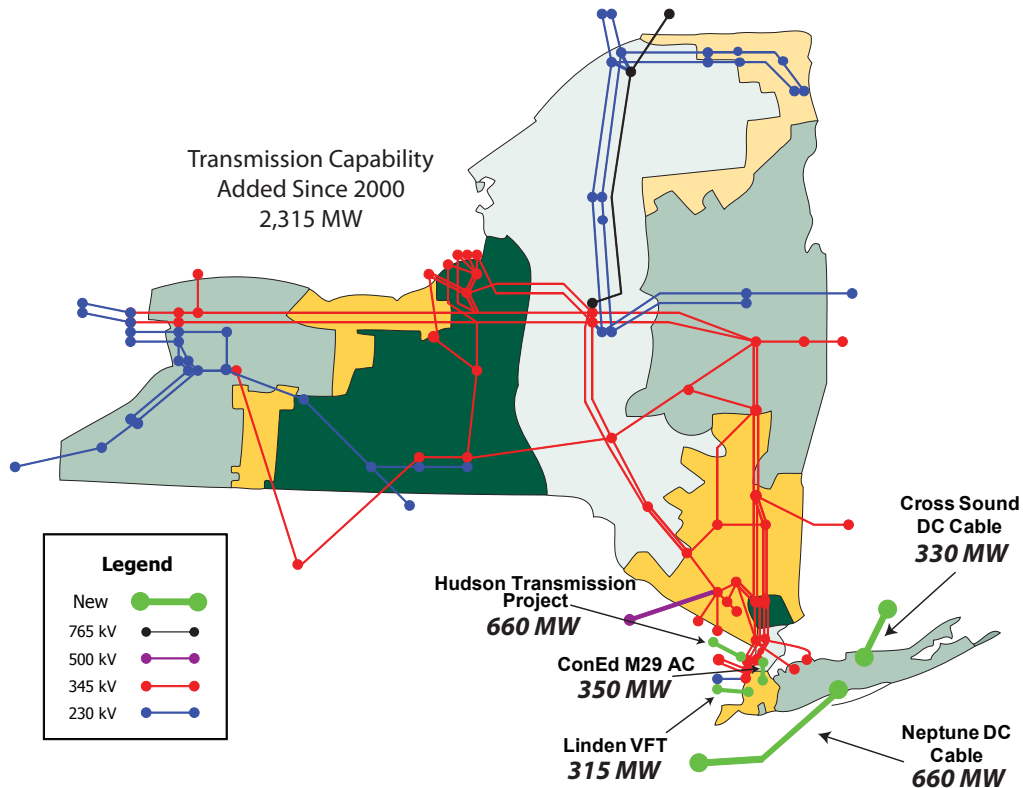 Transmission Capability
Added Since 2000
2,315 MW
Cross Sound
DC Cable
330 MW
Legend
New
765 kV
500 kV
345 kV
230 kV
Hudson Transmission
Project
660 MW
ConEd M29 AC
350 MW
Linden VFT
315 MW
Neptune DC
Cable
660 MW